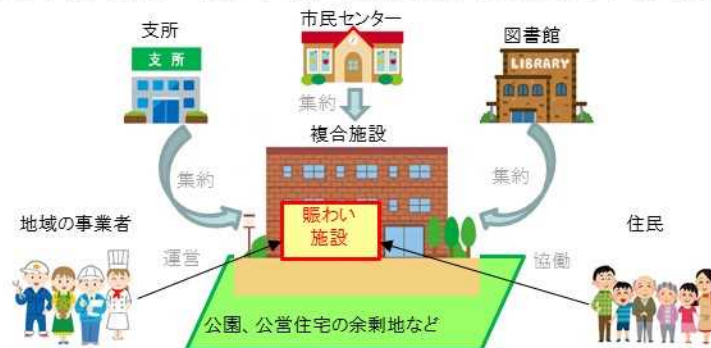 支所
市民センター
図書館
支所
LIBRARY
集約
複合施設
集約
集約
賑わい
施設
地域の事業者
住民
運営
協働
公園、公営住宅の余剰地など